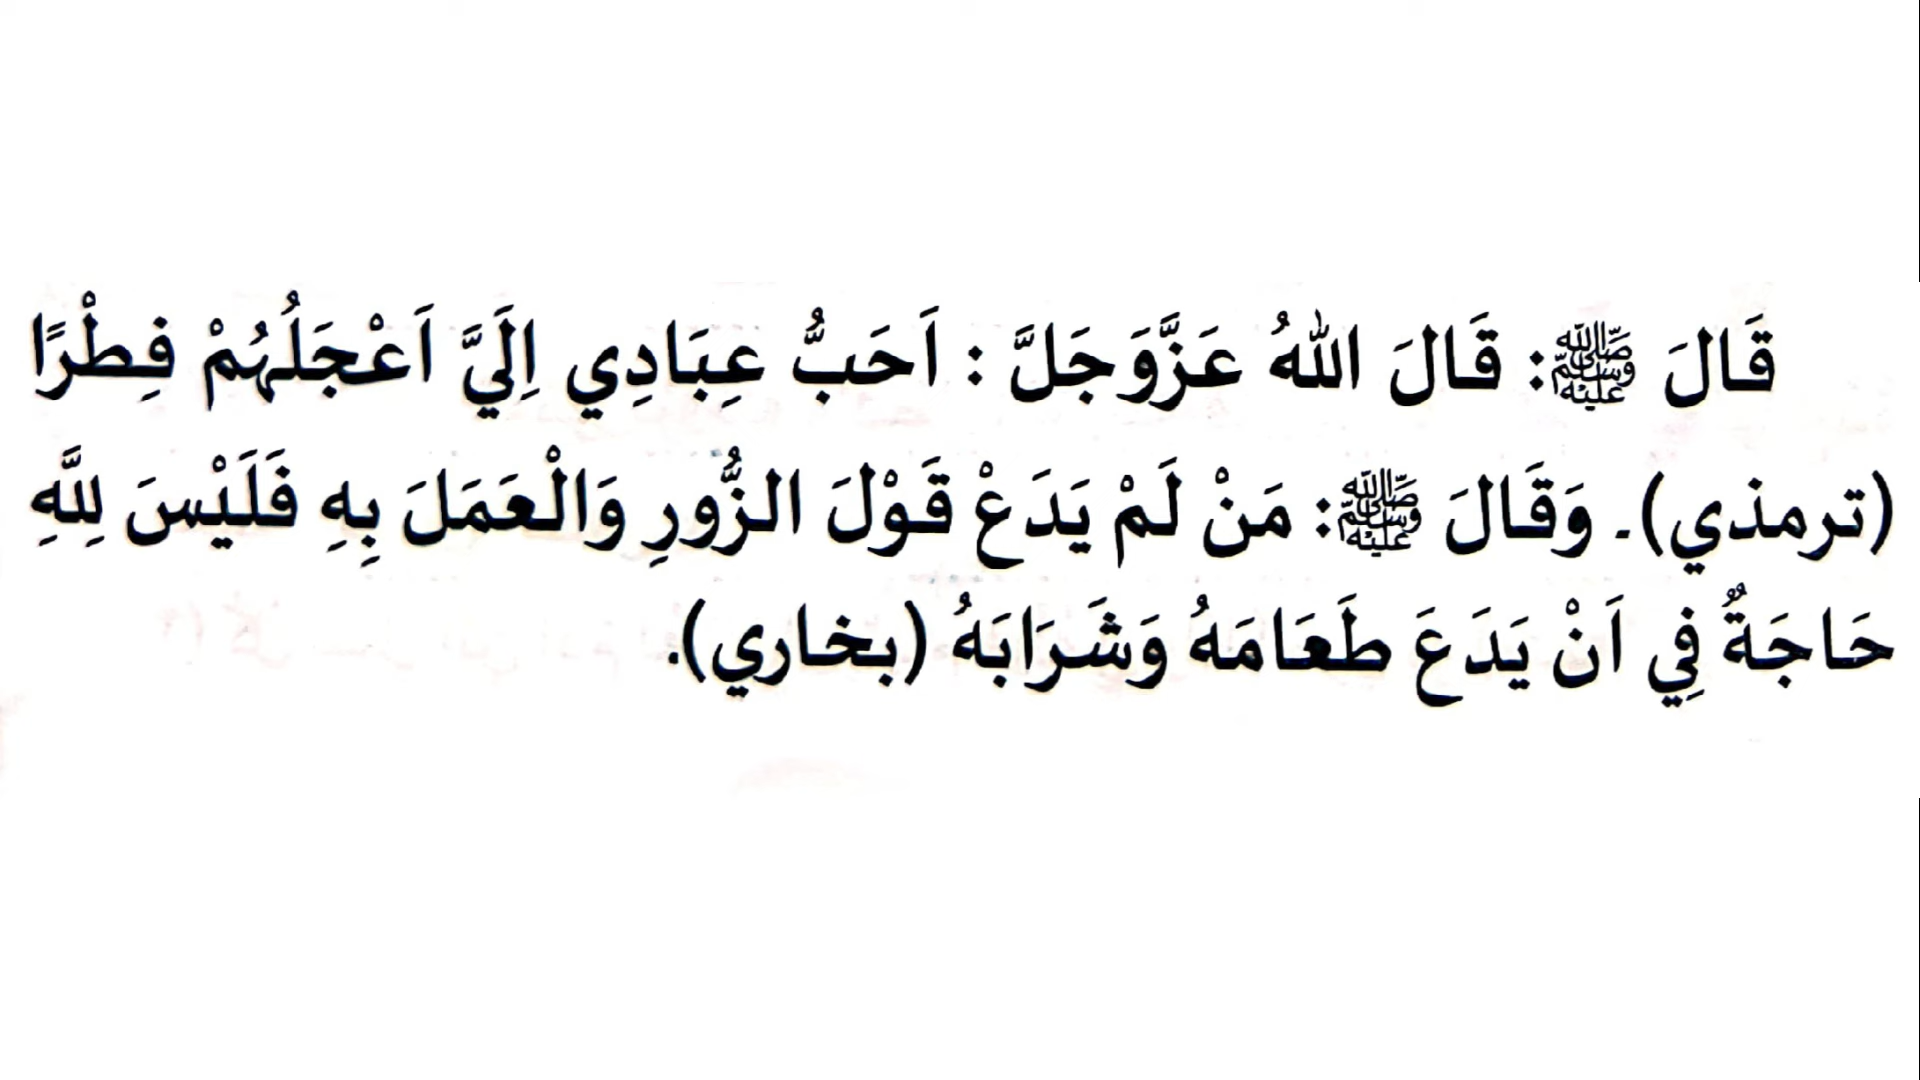 قَالَ ﷺ: قَالَ اللهُ عَزَّوَجَلَّ : اَحَبُّ عِبَادِي اِلَيَّ اَعْجَلُهُمْ فِطْرًا
(ترمذي). وَقَالَ ﷺ: مَنْ لَمْ يَدَعْ قَوْلَ الزُّورِ وَالْعَمَلَ بِهِ فَلَيْسَ لِلَّهِ
حَاجَةٌ فِي اَنْ يَدَعَ طَعَامَهُ وَشَرَابَهُ (بخاري).